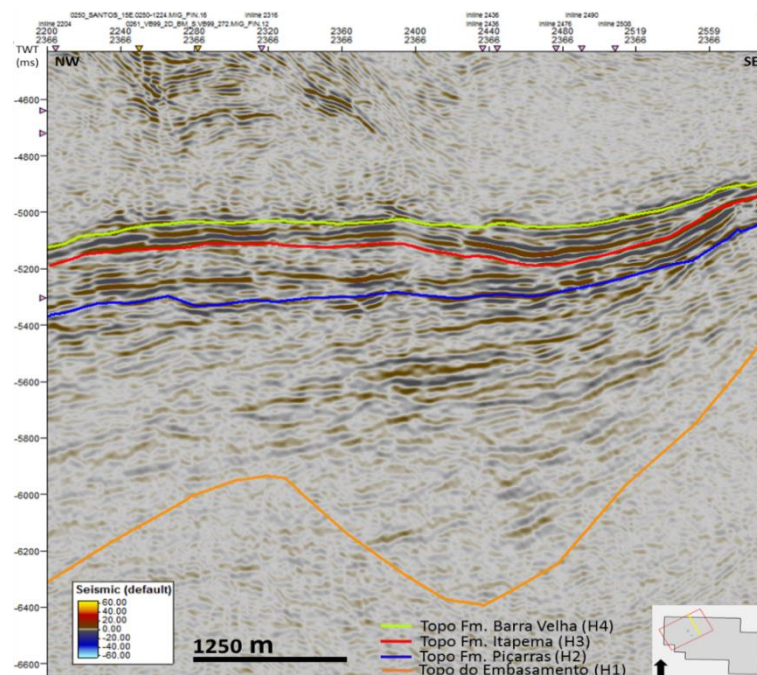 0250_SANTOS_15E.0250-1224.MIG_FIN.16 Inline 2436 Inline 2490
Inline 2204 0261_VB99_2D_BM_S.VB99_272.MIG_FIN.12 Inline 2316 Inline 2436 Inline 2508
2200 2240 2280 2320 2360 2400 2440 2480 2519 2559
2366 2366 2366 2366 2366 2366 2366 2366 2366 2366
TWT
(ms)
NW
SE
-4600
-4800
-5000
-5200
-5400
-5600
-5800
-6000
-6200
-6400
-6600
Seismic (default)
60.00
40.00
20.00
0.00
-20.00
-40.00
-60.00
1250 m
Topo Fm. Barra Velha (H4)
Topo Fm. Itapema (H3)
Topo Fm. Piçarras (H2)
Topo do Embasamento (H1)